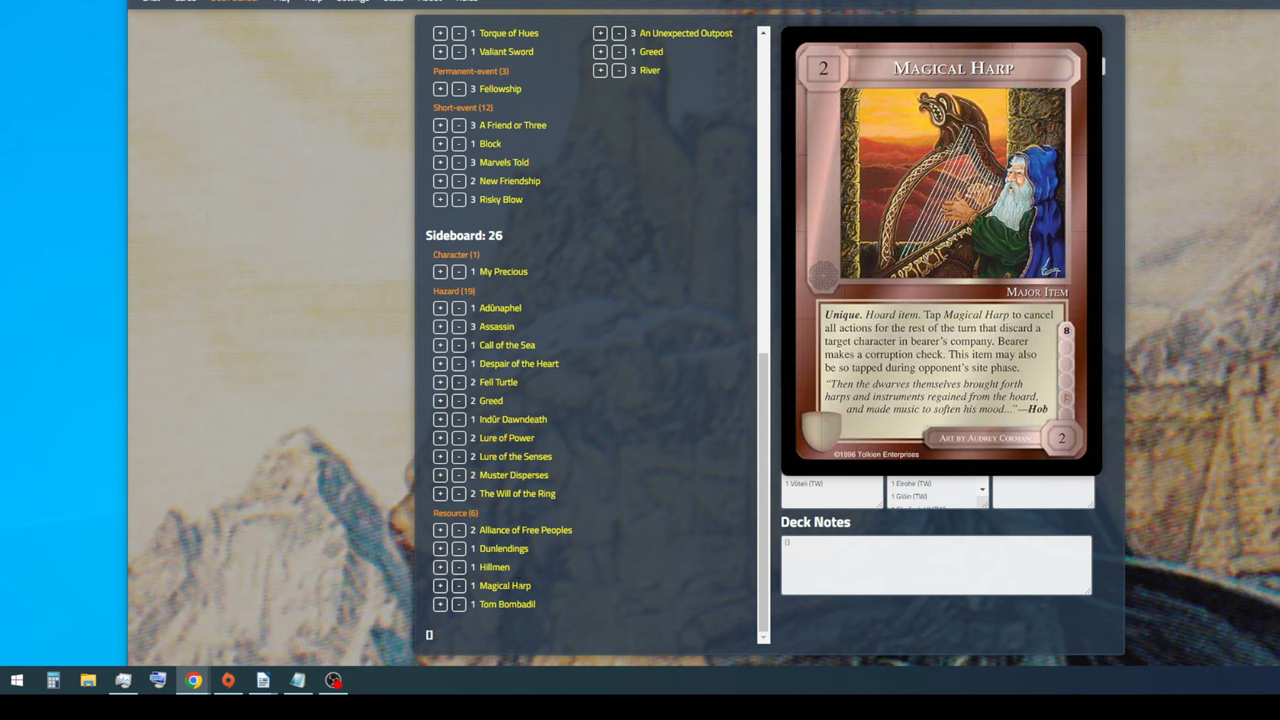 + - 1 Torque of Hues
+ - 1 Valiant Sword
Permanent-event (3)
+ - 3 Fellowship
Short-event (12)
+ - 3 A Friend or Three
+ - 1 Block
+ - 3 Marvels Told
+ - 2 New Friendship
+ - 3 Risky Blow
Sideboard: 26
Character (1)
+ - 1 My Precious
Hazard (19)
+ - 1 Adûnaphel
+ - 3 Assassin
+ - 1 Call of the Sea
+ - 1 Despair of the Heart
+ - 2 Fell Turtle
+ - 2 Greed
+ - 1 Indûr Dawndeath
+ - 2 Lure of Power
+ - 2 Lure of the Senses
+ - 2 Muster Disperses
+ - 2 The Will of the Ring
Resource (6)
+ - 2 Alliance of Free Peoples
+ - 1 Dunlendings
+ - 1 Hillmen
+ - 1 Magical Harp
+ - 1 Tom Bombadil
[]
+ - 3 An Unexpected Outpost
+ - 1 Greed
+ - 3 River
2
Magical Harp
Major Item
Unique. Hoard item. Tap Magical Harp to cancel
all actions for the rest of the turn that discard a
target character in bearer's company. Bearer
makes a corruption check. This item may also
be so tapped during opponent's site phase.
"Then the dwarves themselves brought forth
harps and instruments regained from the hoard,
and made music to soften his mood..."—Hob
8
Art by Audrey Corman
2
©1996 Tolkien Enterprises
1 Vôteli (TW)
1 Elrohir (TW)
1 Glóin (TW)
Deck Notes
[]